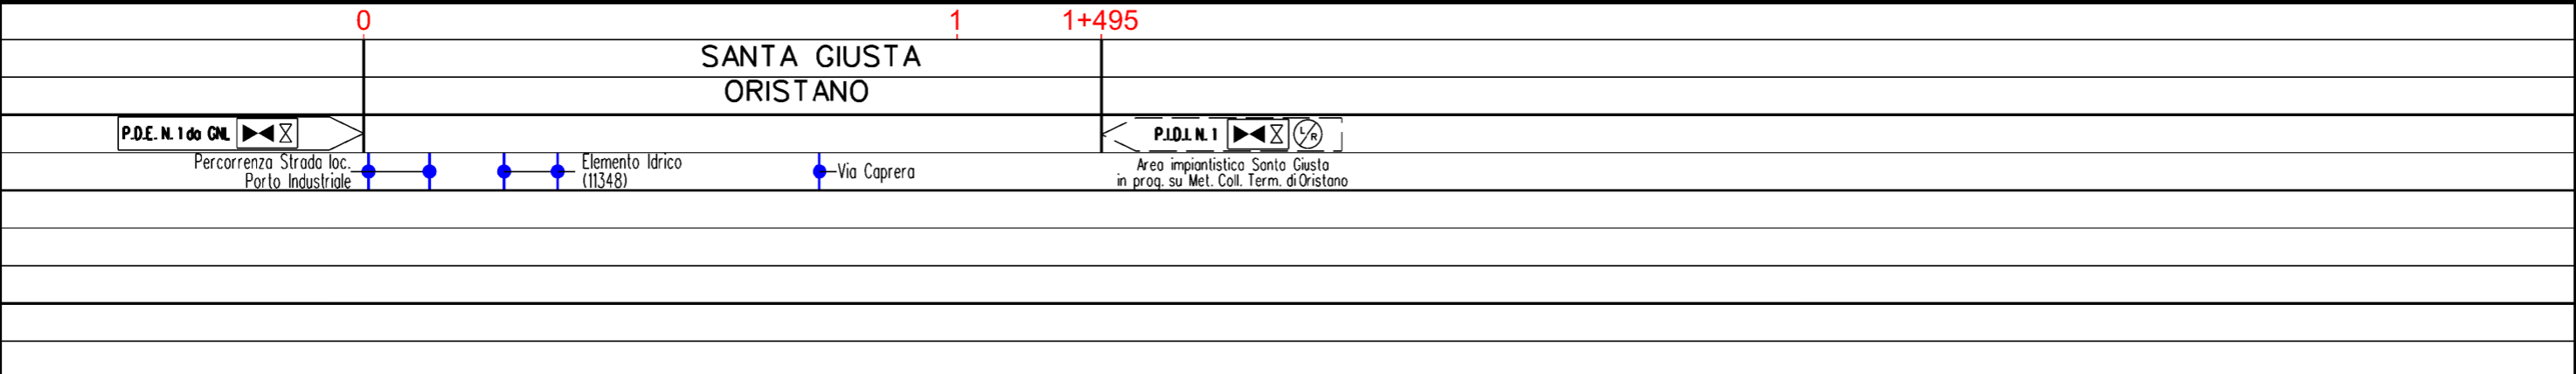 0 1 1+495
SANTA GIUSTA
ORISTANO
P.D.E. N. 1 da GNL
P.I.D.I. N. 1 L/R
Percorrenza Strada loc.
Porto Industriale
Elemento Idrico
(11348)
Via Caprera
Area impiantistica Santa Giusta
in prog. su Met. Coll. Term. di Oristano